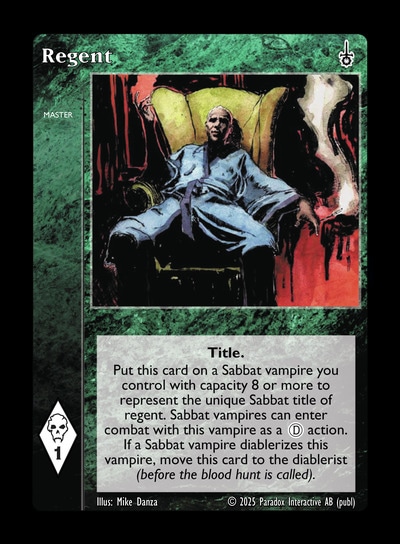 Regent
MASTER
Title.
Put this card on a Sabbat vampire you
control with capacity 8 or more to
represent the unique Sabbat title of
regent. Sabbat vampires can enter
combat with this vampire as a Ⓓ action.
If a Sabbat vampire diablerizes this
vampire, move this card to the diablerist
(before the blood hunt is called).
1
Illus: Mike Danza © 2025 Paradox Interactive AB (publ)